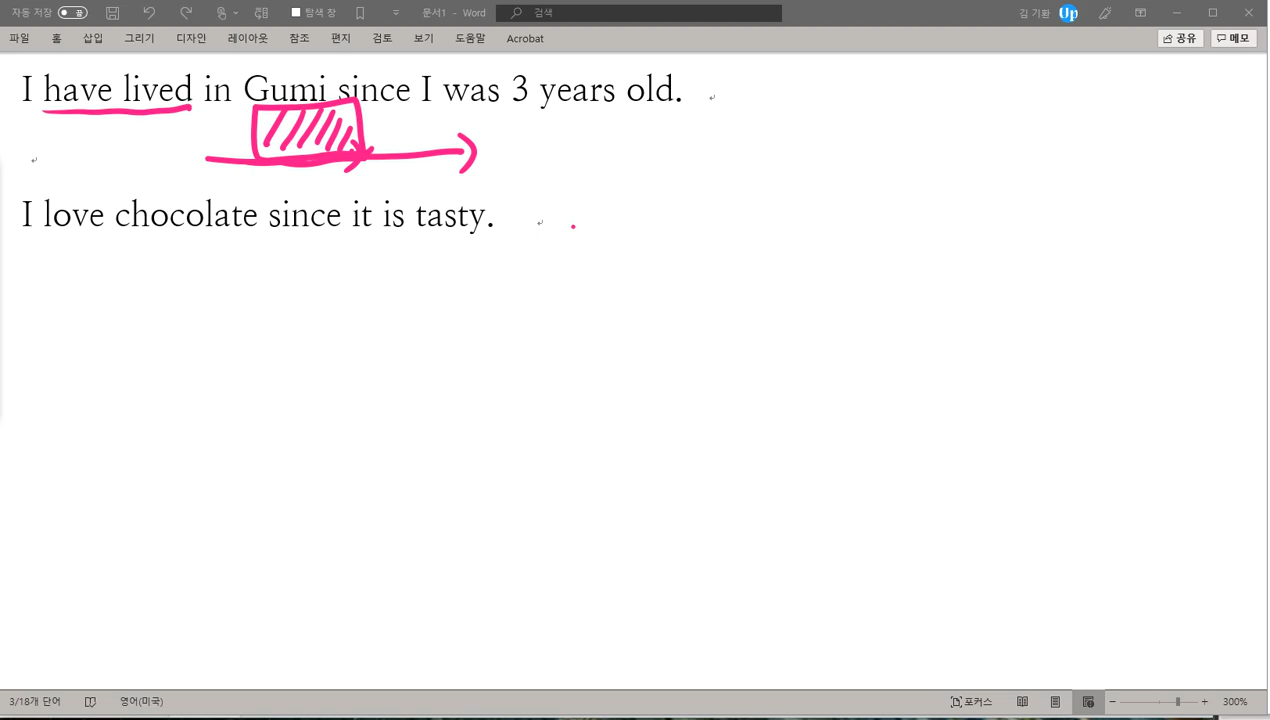 자동 저장 끔 탐색 창 문서1 - Word 검색 김 기환 Up
파일 홈 삽입 그리기 디자인 레이아웃 참조 편지 검토 보기 도움말 Acrobat 공유 메모
I have lived in Gumi since I was 3 years old.
I love chocolate since it is tasty.
3/18개 단어 영어(미국) 포커스 300%